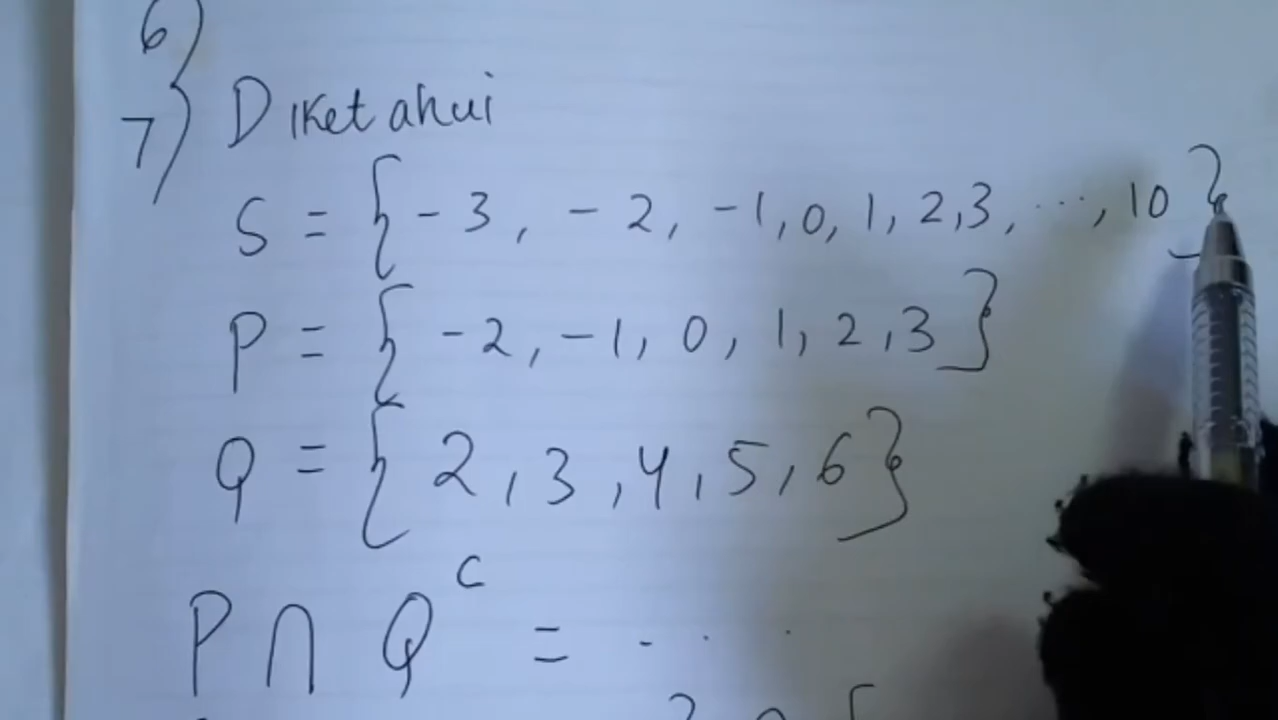 6)
7) Diketahui
S = { - 3, - 2, -1, 0, 1, 2, 3, ..., 10 }
P = { -2, -1, 0, 1, 2, 3 }
Q = { 2, 3, 4, 5, 6 }
P ∩ Q^c = ...